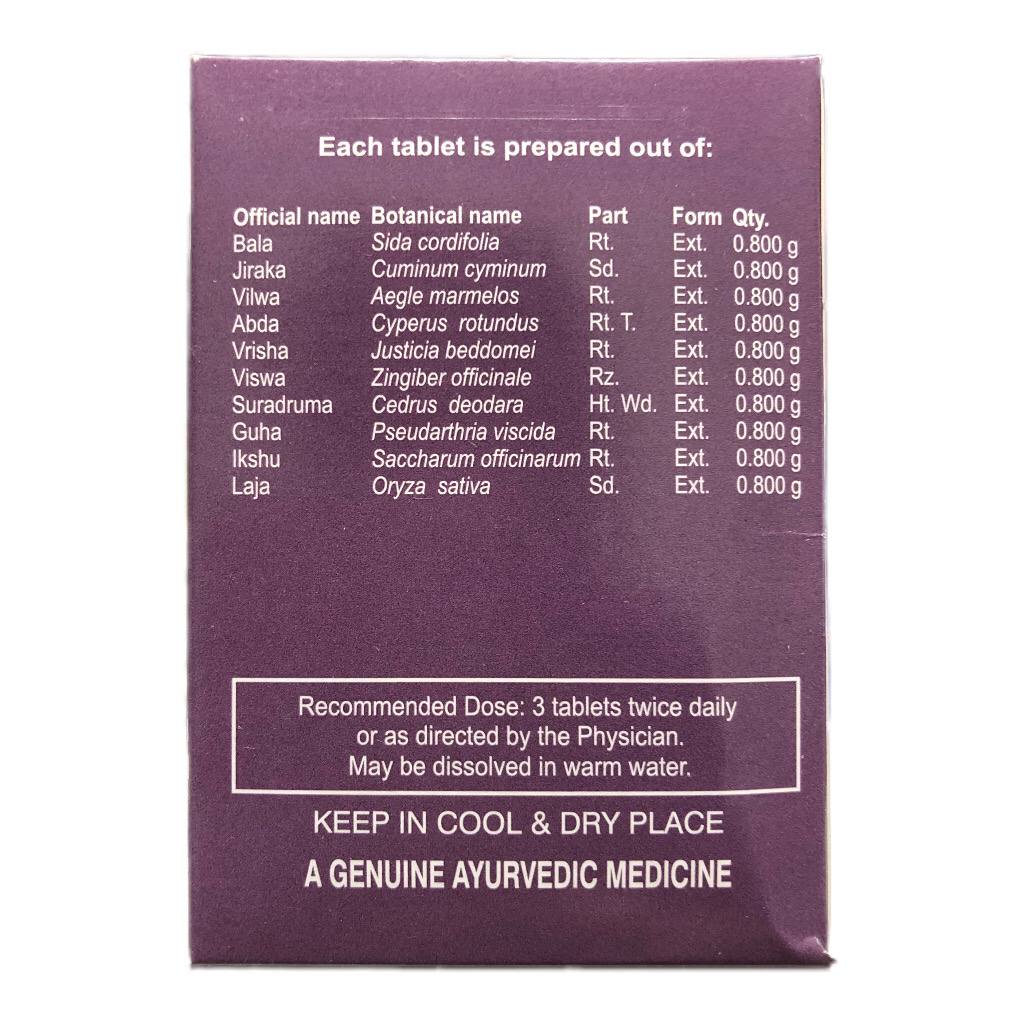 Each tablet is prepared out of:
Official name Botanical name Part Form Qty.
Bala Sida cordifolia Rt. Ext. 0.800 g
Jiraka Cuminum cyminum Sd. Ext. 0.800 g
Vilwa Aegle marmelos Rt. Ext. 0.800 g
Abda Cyperus rotundus Rt. T. Ext. 0.800 g
Vrisha Justicia beddomei Rt. Ext. 0.800 g
Viswa Zingiber officinale Rz. Ext. 0.800 g
Suradruma Cedrus deodara Ht. Wd. Ext. 0.800 g
Guha Pseudarthria viscida Rt. Ext. 0.800 g
Ikshu Saccharum officinarum Rt. Ext. 0.800 g
Laja Oryza sativa Sd. Ext. 0.800 g
Recommended Dose: 3 tablets twice daily
or as directed by the Physician.
May be dissolved in warm water.
KEEP IN COOL & DRY PLACE
A GENUINE AYURVEDIC MEDICINE